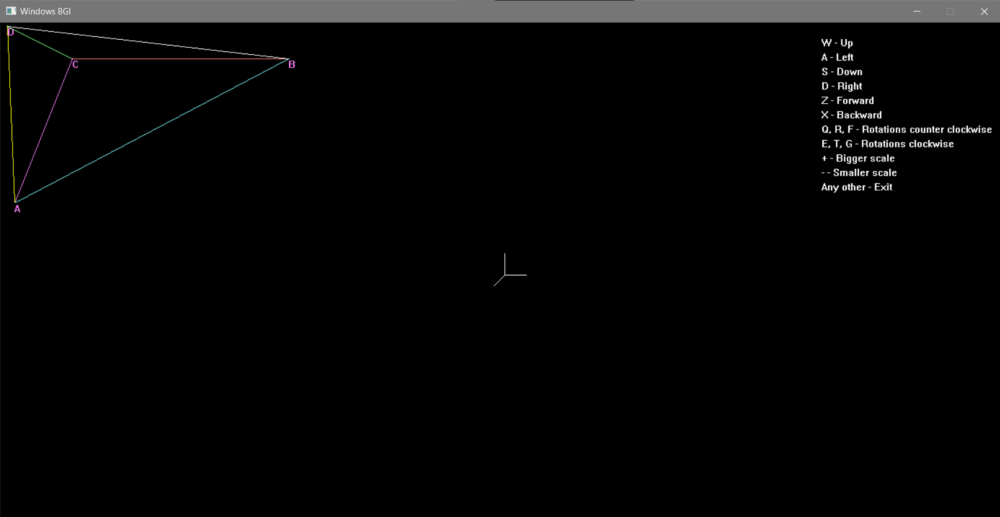 Windows BGI
D
C
B
A
W - Up
A - Left
S - Down
D - Right
Z - Forward
X - Backward
Q, R, F - Rotations counter clockwise
E, T, G - Rotations clockwise
+ - Bigger scale
- - Smaller scale
Any other - Exit